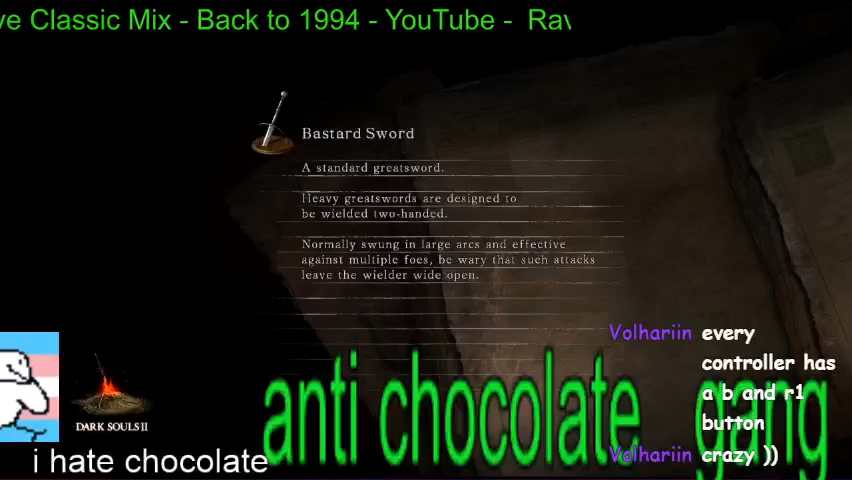 ve Classic Mix - Back to 1994 - YouTube - Rav
Bastard Sword
A standard greatsword.
Heavy greatswords are designed to
be wielded two-handed.
Normally swung in large arcs and effective
against multiple foes, be wary that such attacks
leave the wielder wide open.
Volhariin every
controller has
a b and r1
button
Volhariin crazy ))
anti chocolate gang
DARK SOULS II
i hate chocolate